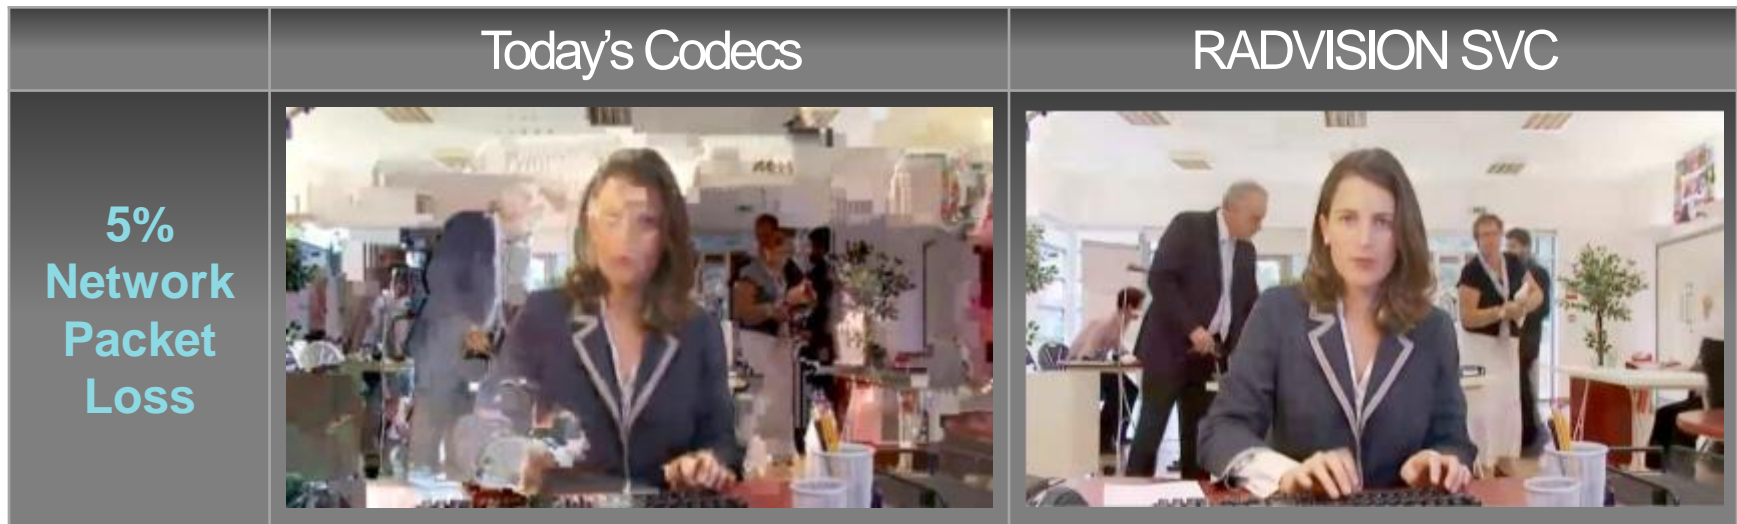 Today's Codecs
RADVISION SVC
5%
Network
Packet
Loss